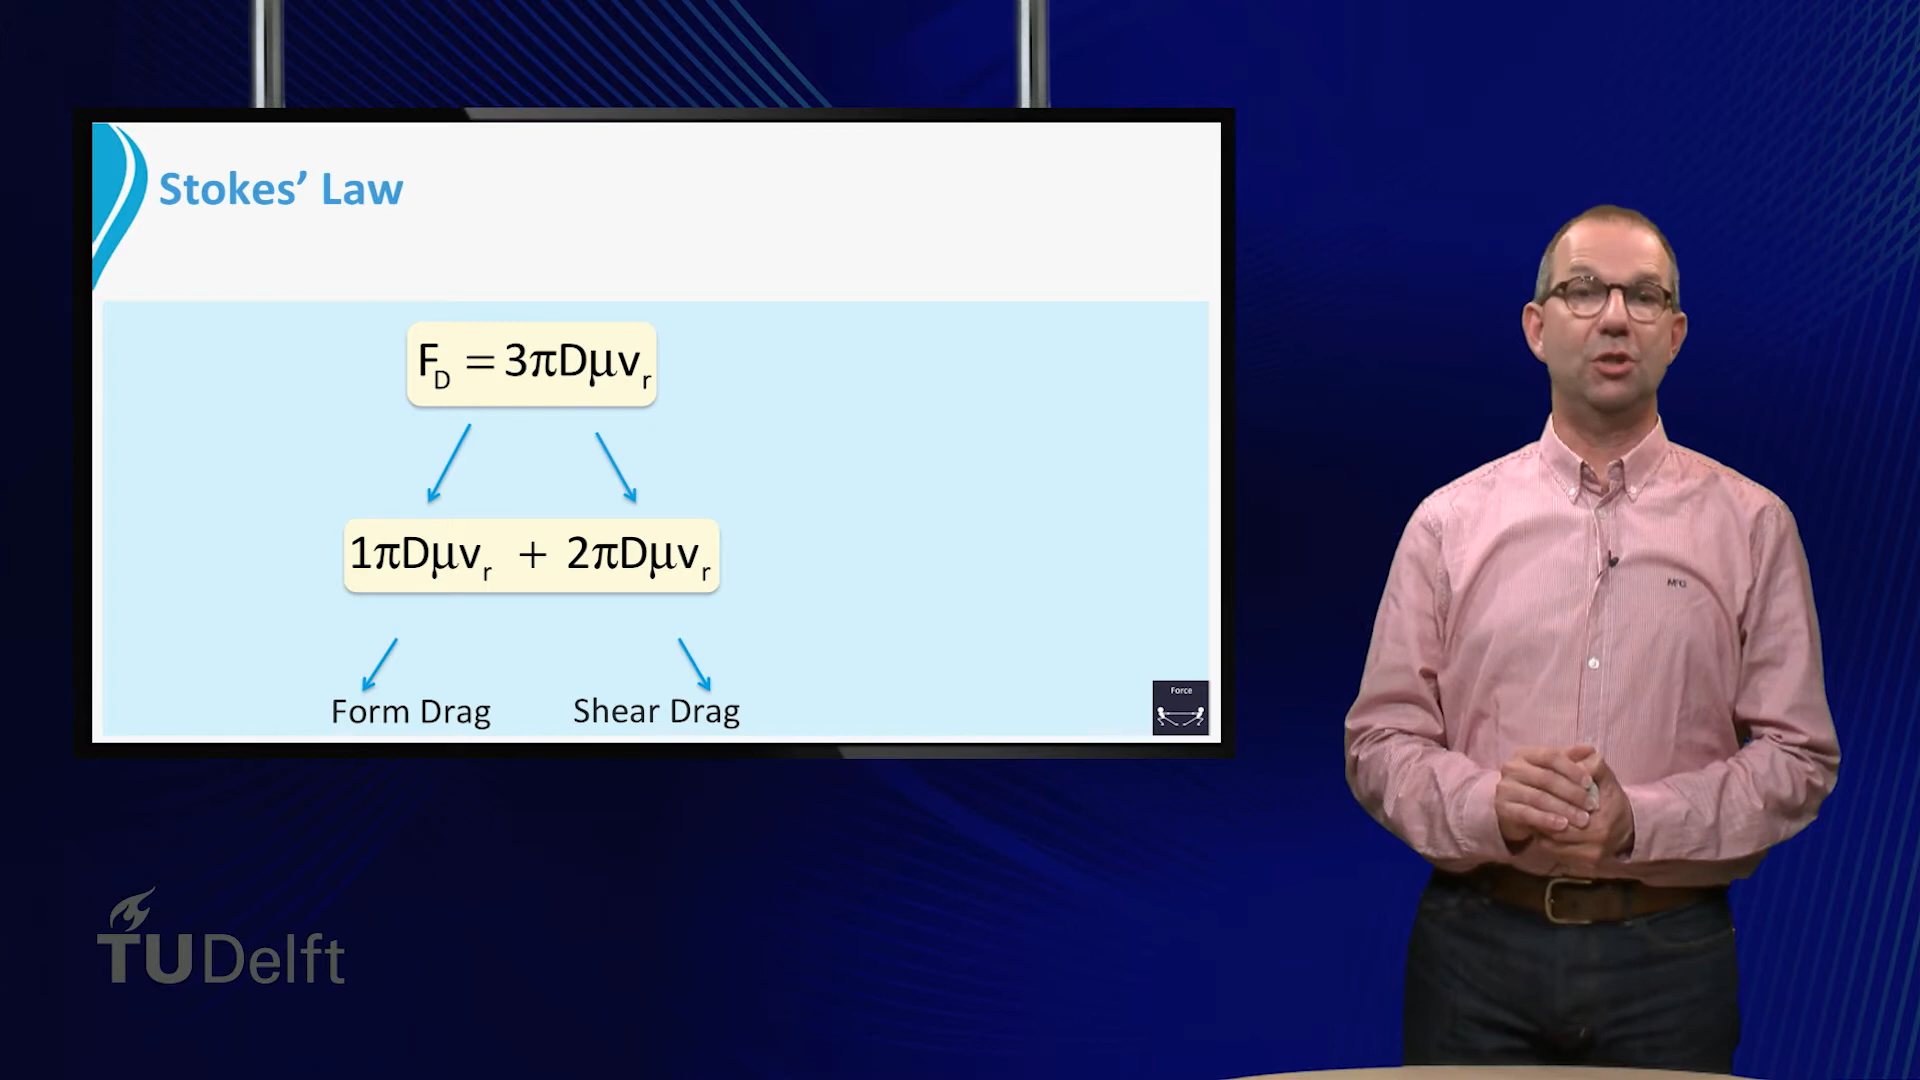 Stokes’ Law
F_D = 3πDμv_r
1πDμv_r + 2πDμv_r
Form Drag Shear Drag
Force
TUDelft